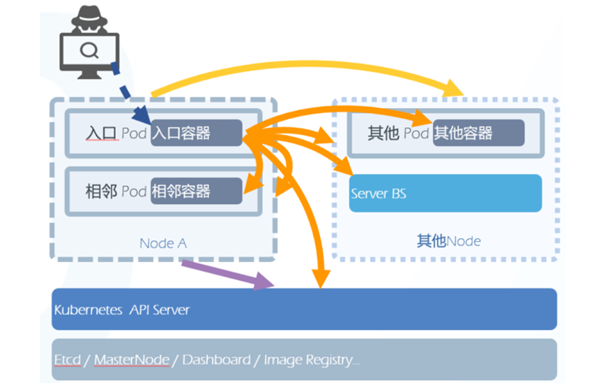 入口 Pod 入口容器
相邻 Pod 相邻容器
Node A
其他 Pod 其他容器
Server BS
其他Node
Kubernetes API Server
Etcd / MasterNode / Dashboard / Image Registry...